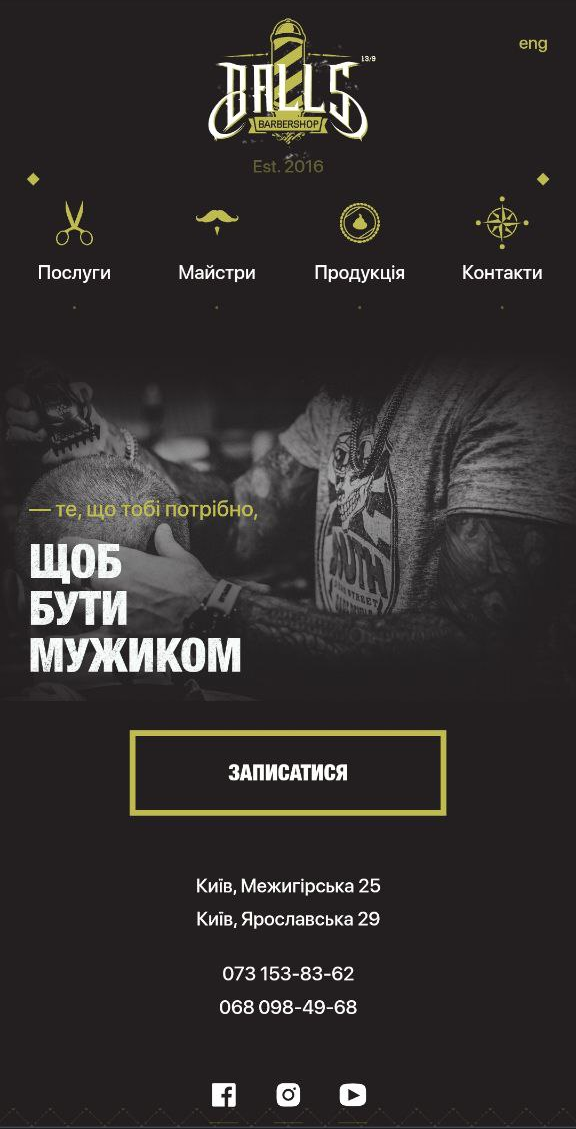 13/9
BALLS
BARBERSHOP
Est. 2016
eng
Послуги
Майстри
Продукція
Контакти
— те, що тобі потрібно,
ЩОБ
БУТИ
МУЖИКОМ
ЗАПИСАТИСЯ
Київ, Межигірська 25
Київ, Ярославська 29
073 153-83-62
068 098-49-68